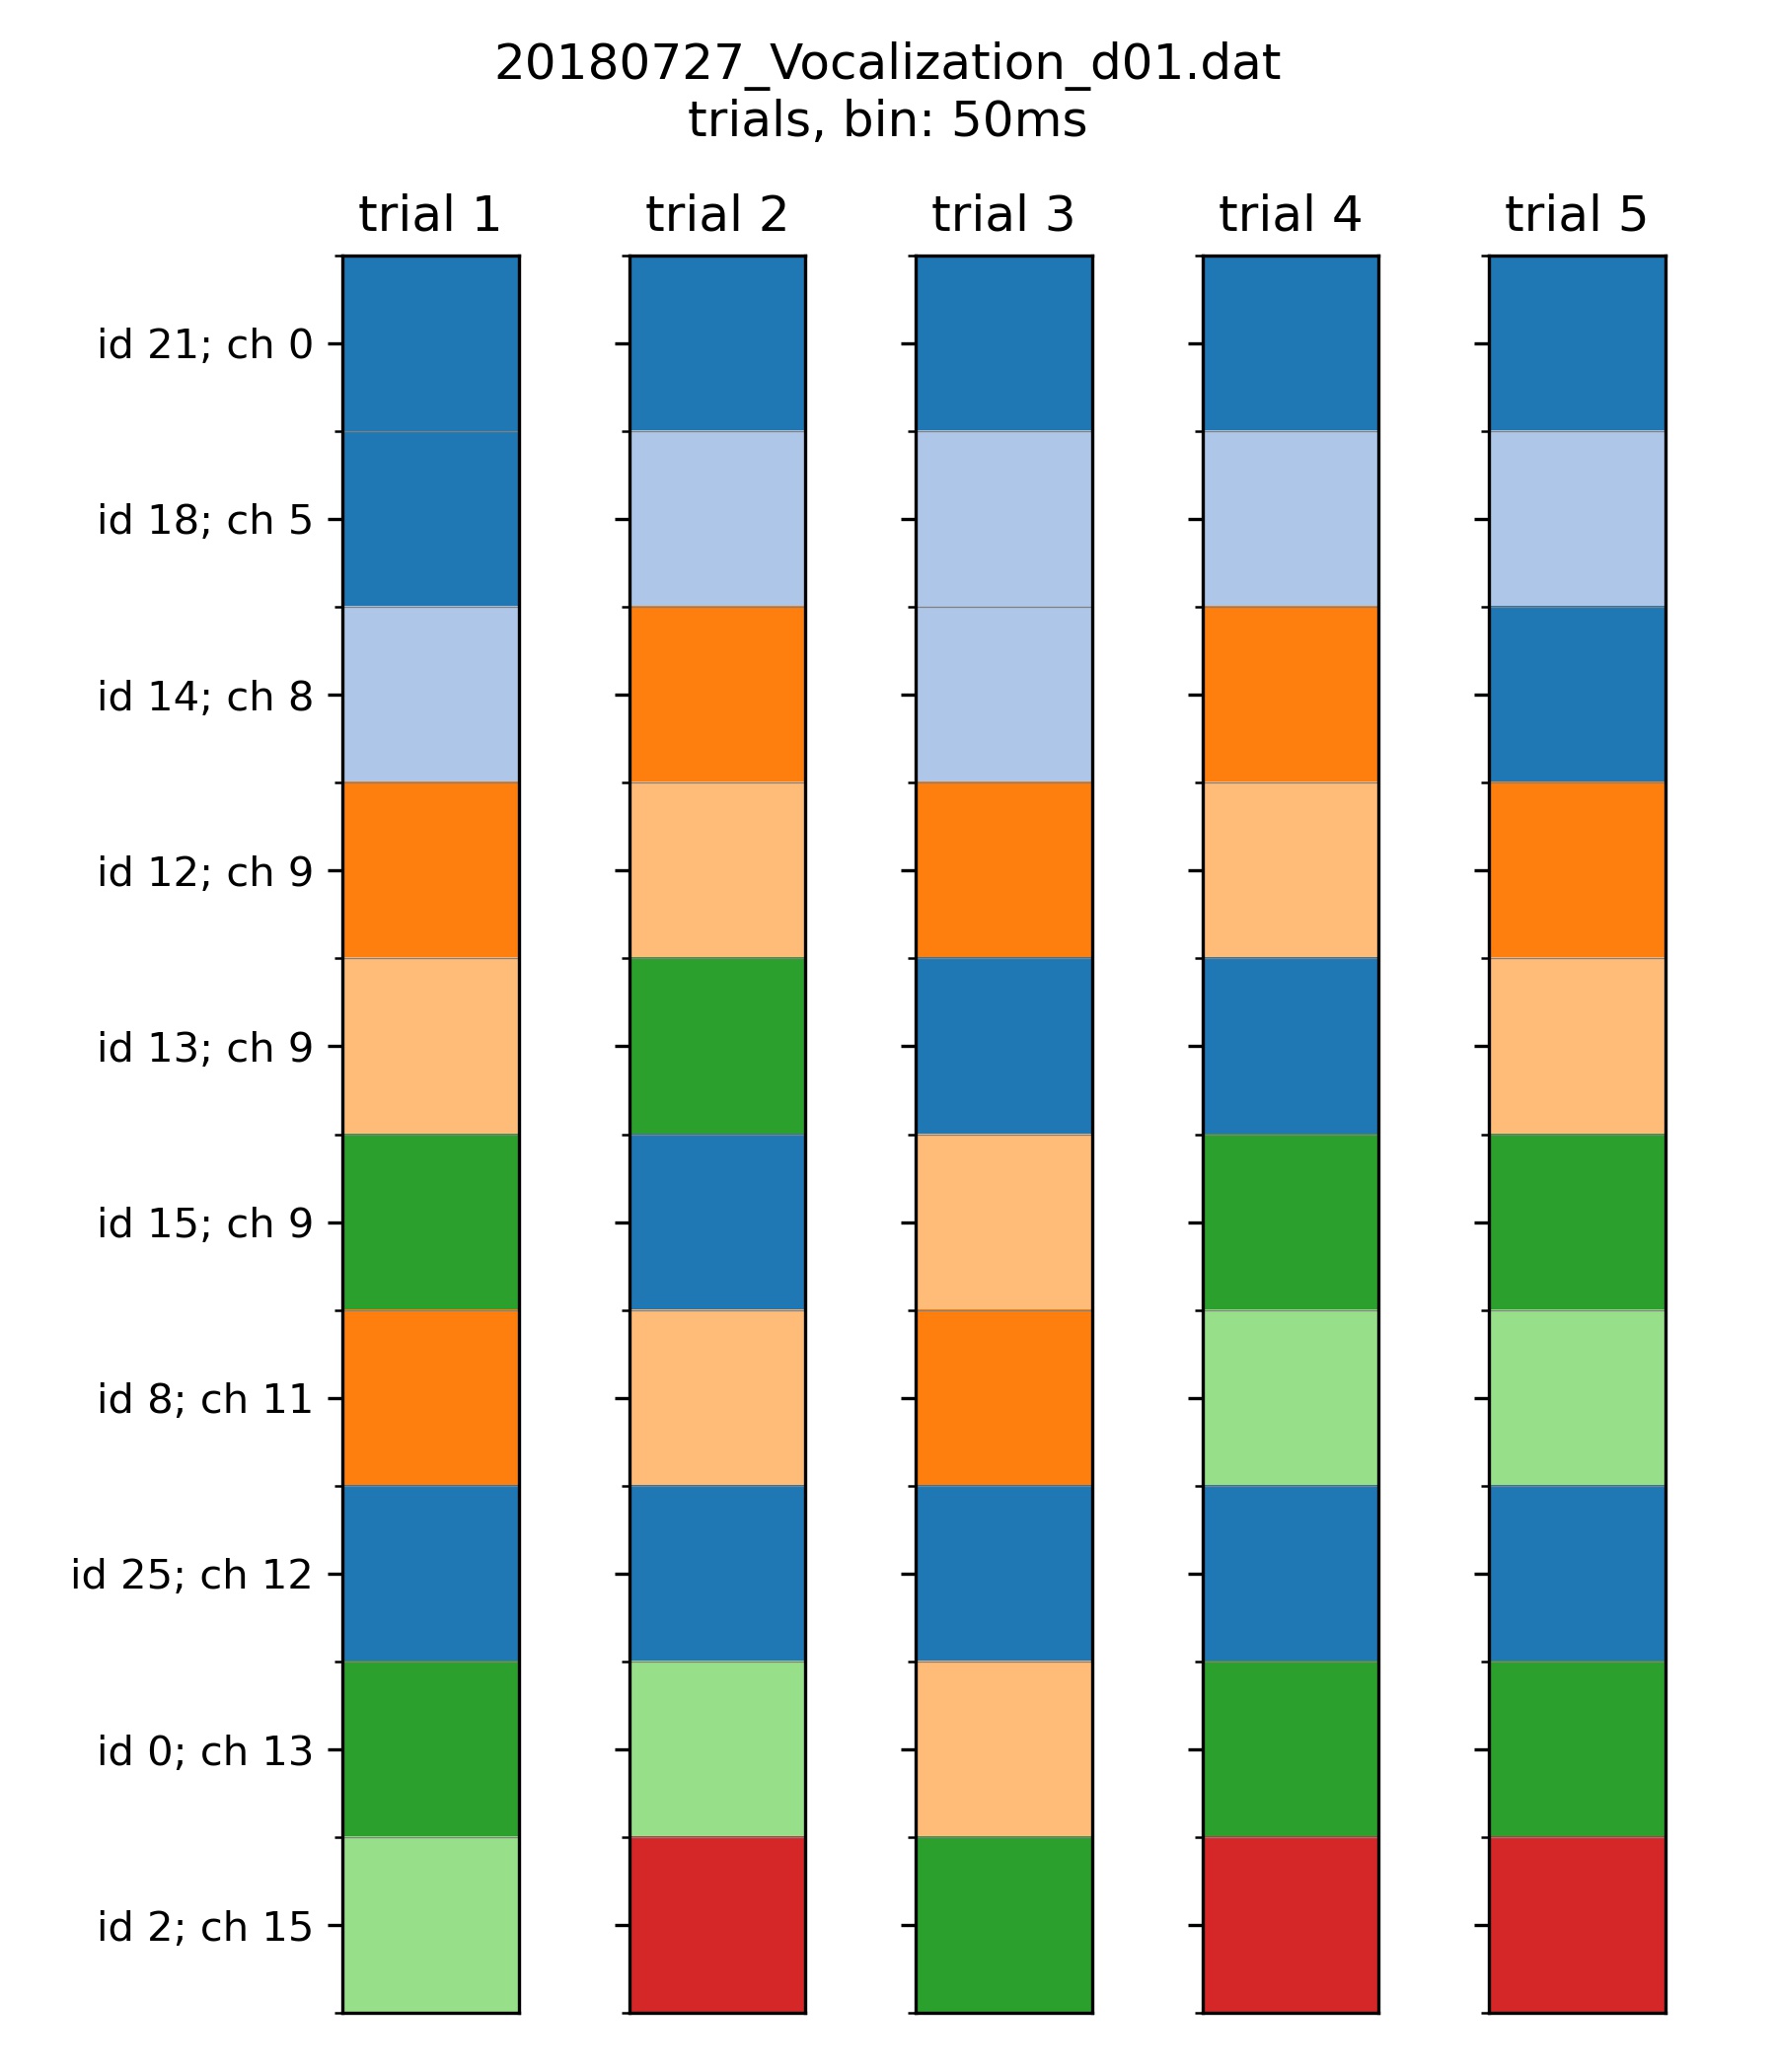 20180727_Vocalization_d01.dat
trials, bin: 50ms
trial 1 trial 2 trial 3 trial 4 trial 5
id 21; ch 0
id 18; ch 5
id 14; ch 8
id 12; ch 9
id 13; ch 9
id 15; ch 9
id 8; ch 11
id 25; ch 12
id 0; ch 13
id 2; ch 15